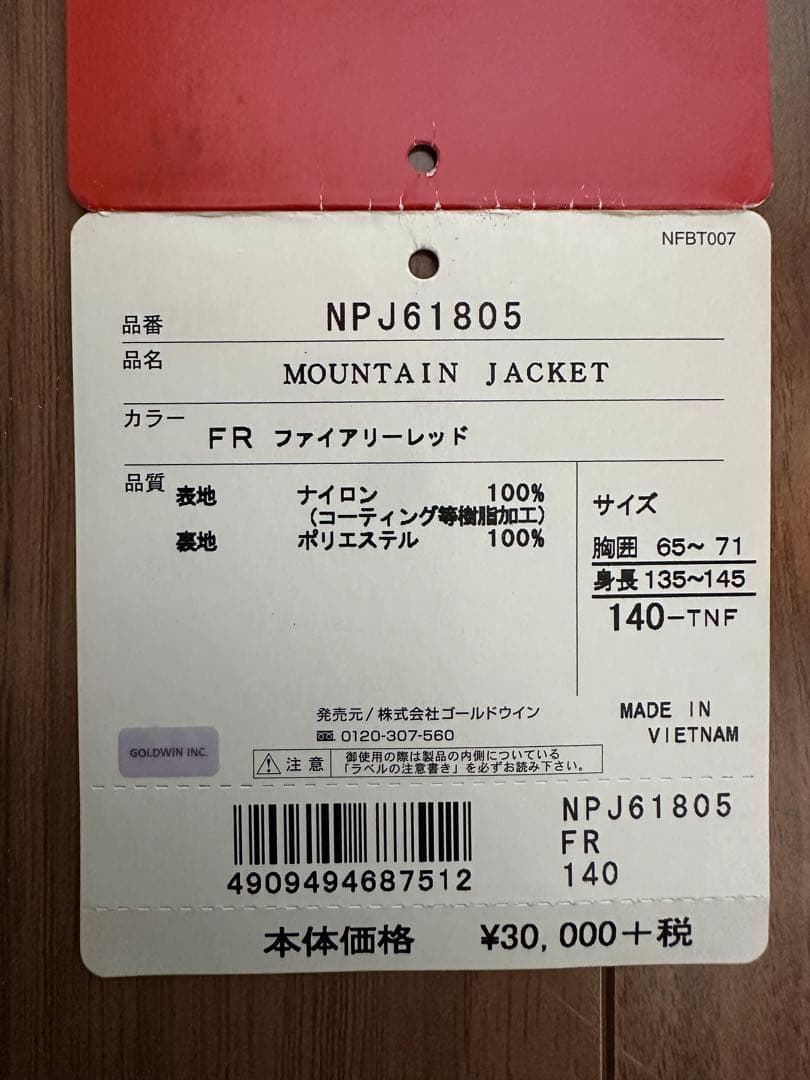 NFBT007
品番 NPJ61805
品名 MOUNTAIN JACKET
カラー FR ファイアリーレッド
品質 表地 ナイロン 100%
(コーティング等樹脂加工)
裏地 ポリエステル 100%
サイズ
胸囲 65~71
身長 135~145
140-TNF
発売元/株式会社ゴールドウイン
0120-307-560
MADE IN
VIETNAM
GOLDWIN INC.
注意 御使用の際は製品の内側についている
「ラベルの注意書き」を必ずお読み下さい。
4909494687512
NPJ61805
FR
140
本体価格 ¥30,000+税